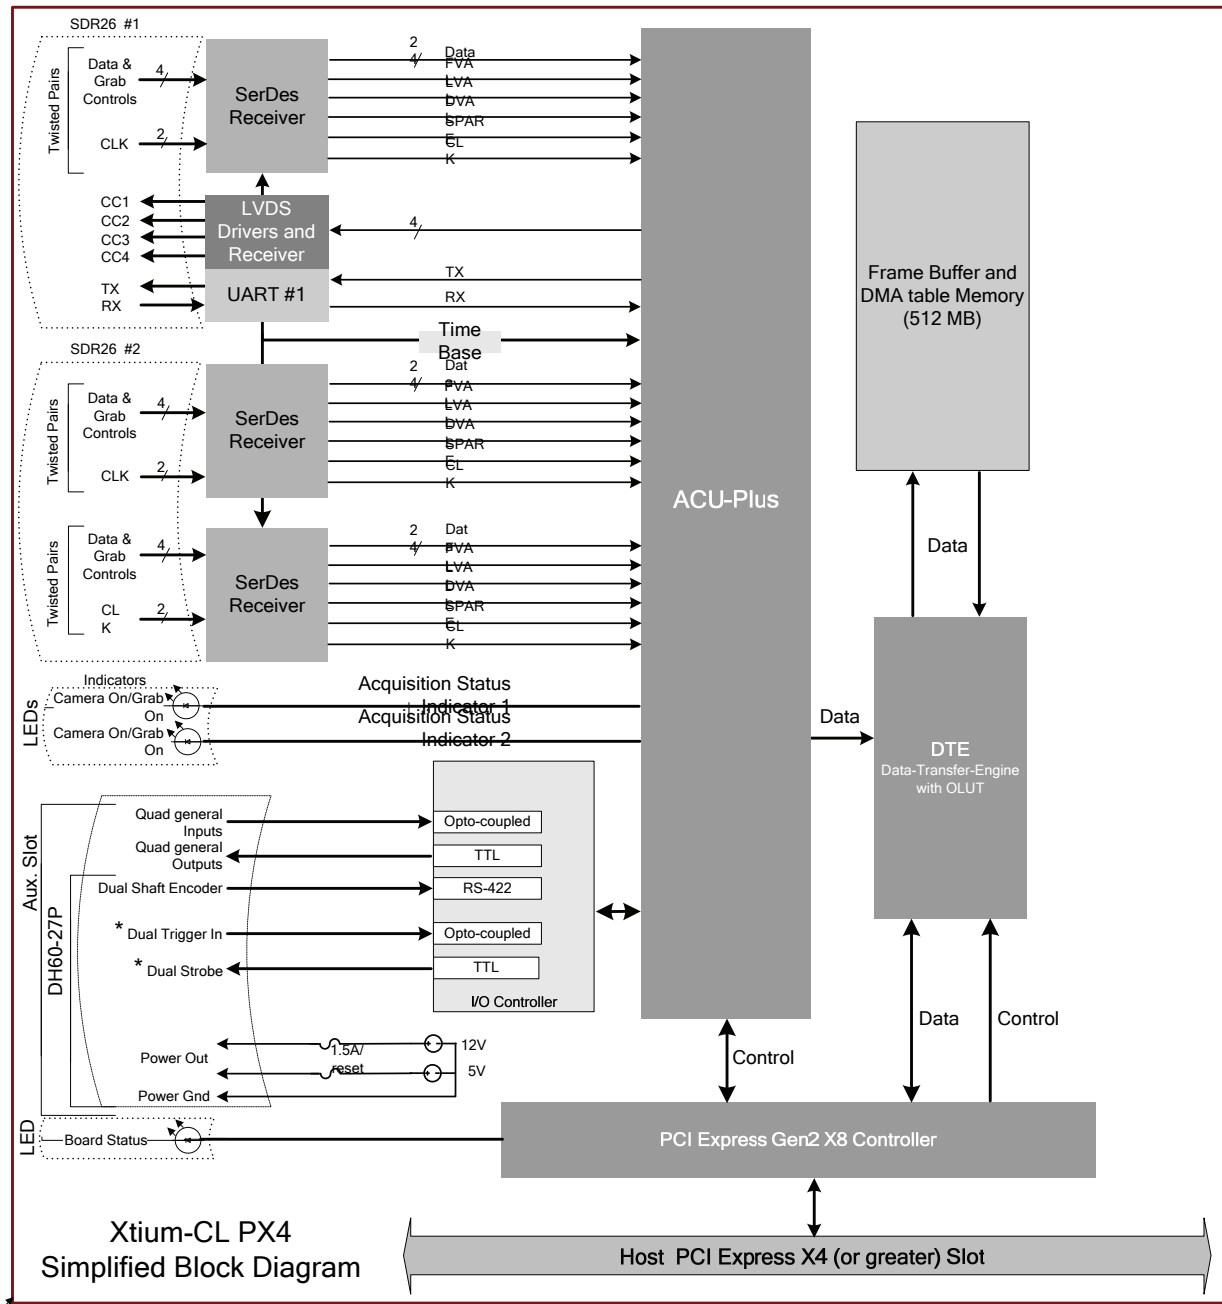 SDR26 #1
Twisted Pairs
Data &
Grab
Controls
4
CLK
2
SerDes
Receiver
2
4
Data
FVA
L
LVA
L
DVA
L
SPAR
E
CL
K
CC1
CC2
CC3
CC4
LVDS
Drivers and
Receiver
4
TX
RX
UART #1
TX
RX
Time
Base
SDR26 #2
Twisted Pairs
Data &
Grab
Controls
4
CLK
2
SerDes
Receiver
2
4
Dat
a
FVA
L
LVA
L
DVA
L
SPAR
E
CL
K
Twisted Pairs
Data &
Grab
Controls
4
CL
K
2
SerDes
Receiver
2
4
Dat
a
FVA
L
LVA
L
DVA
L
SPAR
E
CL
K
ACU-Plus
Frame Buffer and
DMA table Memory
(512 MB)
Data
Data
DTE
Data-Transfer-Engine
with OLUT
LEDs
Indicators
Camera On/Grab
On
Camera On/Grab
On
Acquisition Status
Indicator 1
Acquisition Status
Indicator 2
Aux. Slot
DH60-27P
Quad general
Inputs
Quad general
Outputs
Dual Shaft Encoder
* Dual Trigger In
* Dual Strobe
Opto-coupled
TTL
RS-422
Opto-coupled
TTL
I/O Controller
Power Out
Power Gnd
1.5A/
reset
12V
5V
Control
Data
Control
LED
Board Status
PCI Express Gen2 X8 Controller
Xtium-CL PX4
Simplified Block Diagram
Host PCI Express X4 (or greater) Slot